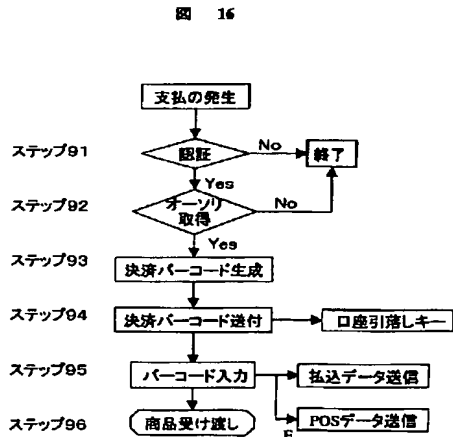 図 16
支払の発生
ステップ91
認証
No
終了
Yes
ステップ92
オーソリ
取得
No
Yes
ステップ93
決済バーコード生成
ステップ94
決済バーコード送付
口座引落しキー
ステップ95
バーコード入力
払込データ送信
ステップ96
商品受け渡し
POSデータ送信